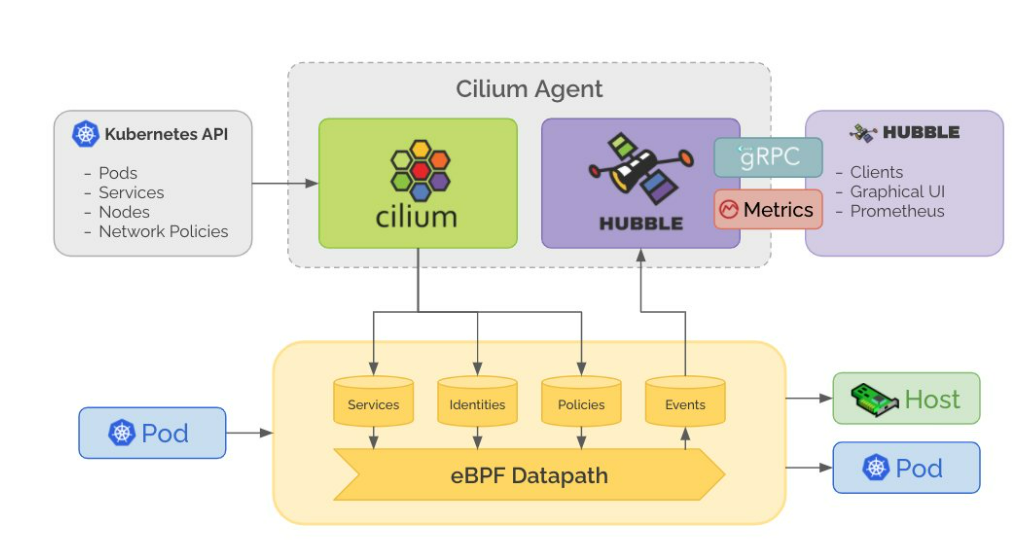 Cilium Agent
Kubernetes API
- Pods
- Services
- Nodes
- Network Policies
cilium
HUBBLE
gRPC
Metrics
HUBBLE
- Clients
- Graphical UI
- Prometheus
Services
Identities
Policies
Events
Pod
eBPF Datapath
Host
Pod